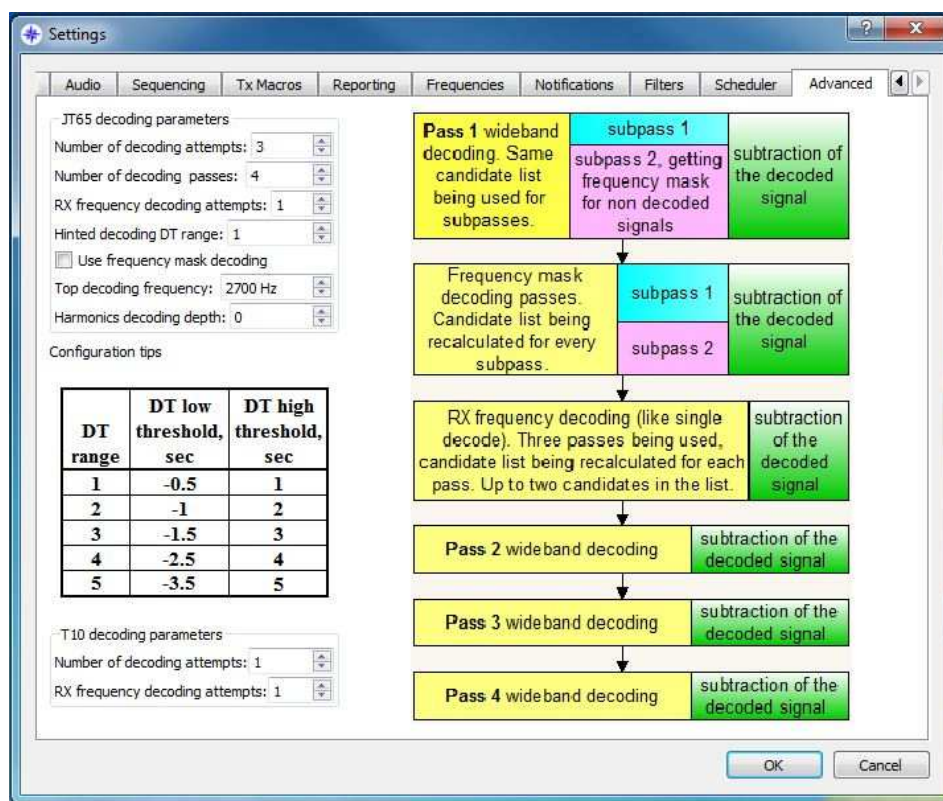 Settings
Audio Sequencing Tx Macros Reporting Frequencies Notifications Filters Scheduler Advanced
JT65 decoding parameters
Number of decoding attempts: 3
Number of decoding passes: 4
RX frequency decoding attempts: 1
Hinted decoding DT range: 1
Use frequency mask decoding
Top decoding frequency: 2700 Hz
Harmonics decoding depth: 0
Configuration tips
DT range
DT low threshold, sec
DT high threshold, sec
1 -0.5 1
2 -1 2
3 -1.5 3
4 -2.5 4
5 -3.5 5
T10 decoding parameters
Number of decoding attempts: 1
RX frequency decoding attempts: 1
Pass 1 wideband
decoding. Same
candidate list
being used for
subpasses.
subpass 1
subpass 2, getting
frequency mask
for non decoded
signals
subtraction of
the decoded
signal
Frequency mask
decoding passes.
Candidate list being
recalculated for every
subpass.
subpass 1
subpass 2
subtraction of
the decoded
signal
RX frequency decoding (like single
decode). Three passes being used,
candidate list being recalculated for each
pass. Up to two candidates in the list.
subtraction
of the
decoded
signal
Pass 2 wideband decoding
subtraction of the
decoded signal
Pass 3 wideband decoding
subtraction of the
decoded signal
Pass 4 wideband decoding
subtraction of the
decoded signal
OK Cancel